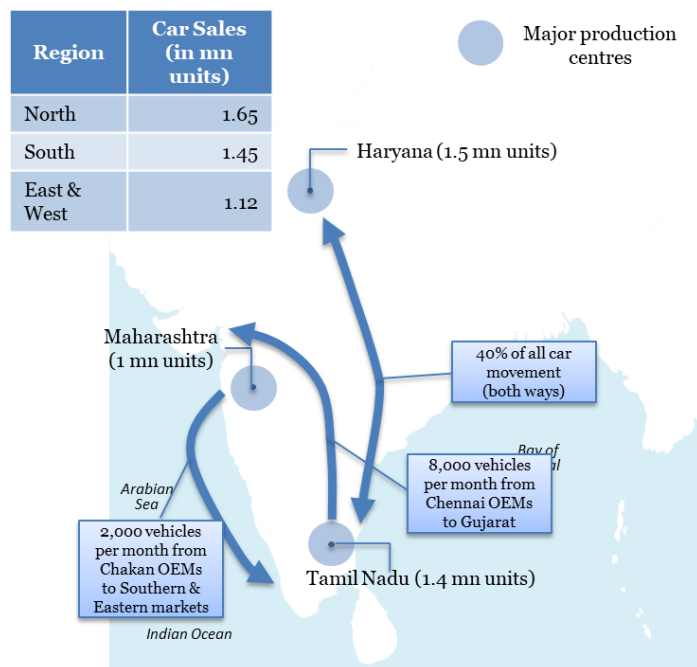 Region
Car Sales
(in mn
units)
North
1.65
South
1.45
East &
West
1.12
Major production
centres
Haryana (1.5 mn units)
Maharashtra
(1 mn units)
40% of all car
movement
(both ways)
Bay of
al
8,000 vehicles
per month from
Chennai OEMs
to Gujarat
Arabian
Sea
2,000 vehicles
per month from
Chakan OEMs
to Southern &
Eastern markets
Tamil Nadu (1.4 mn units)
Indian Ocean